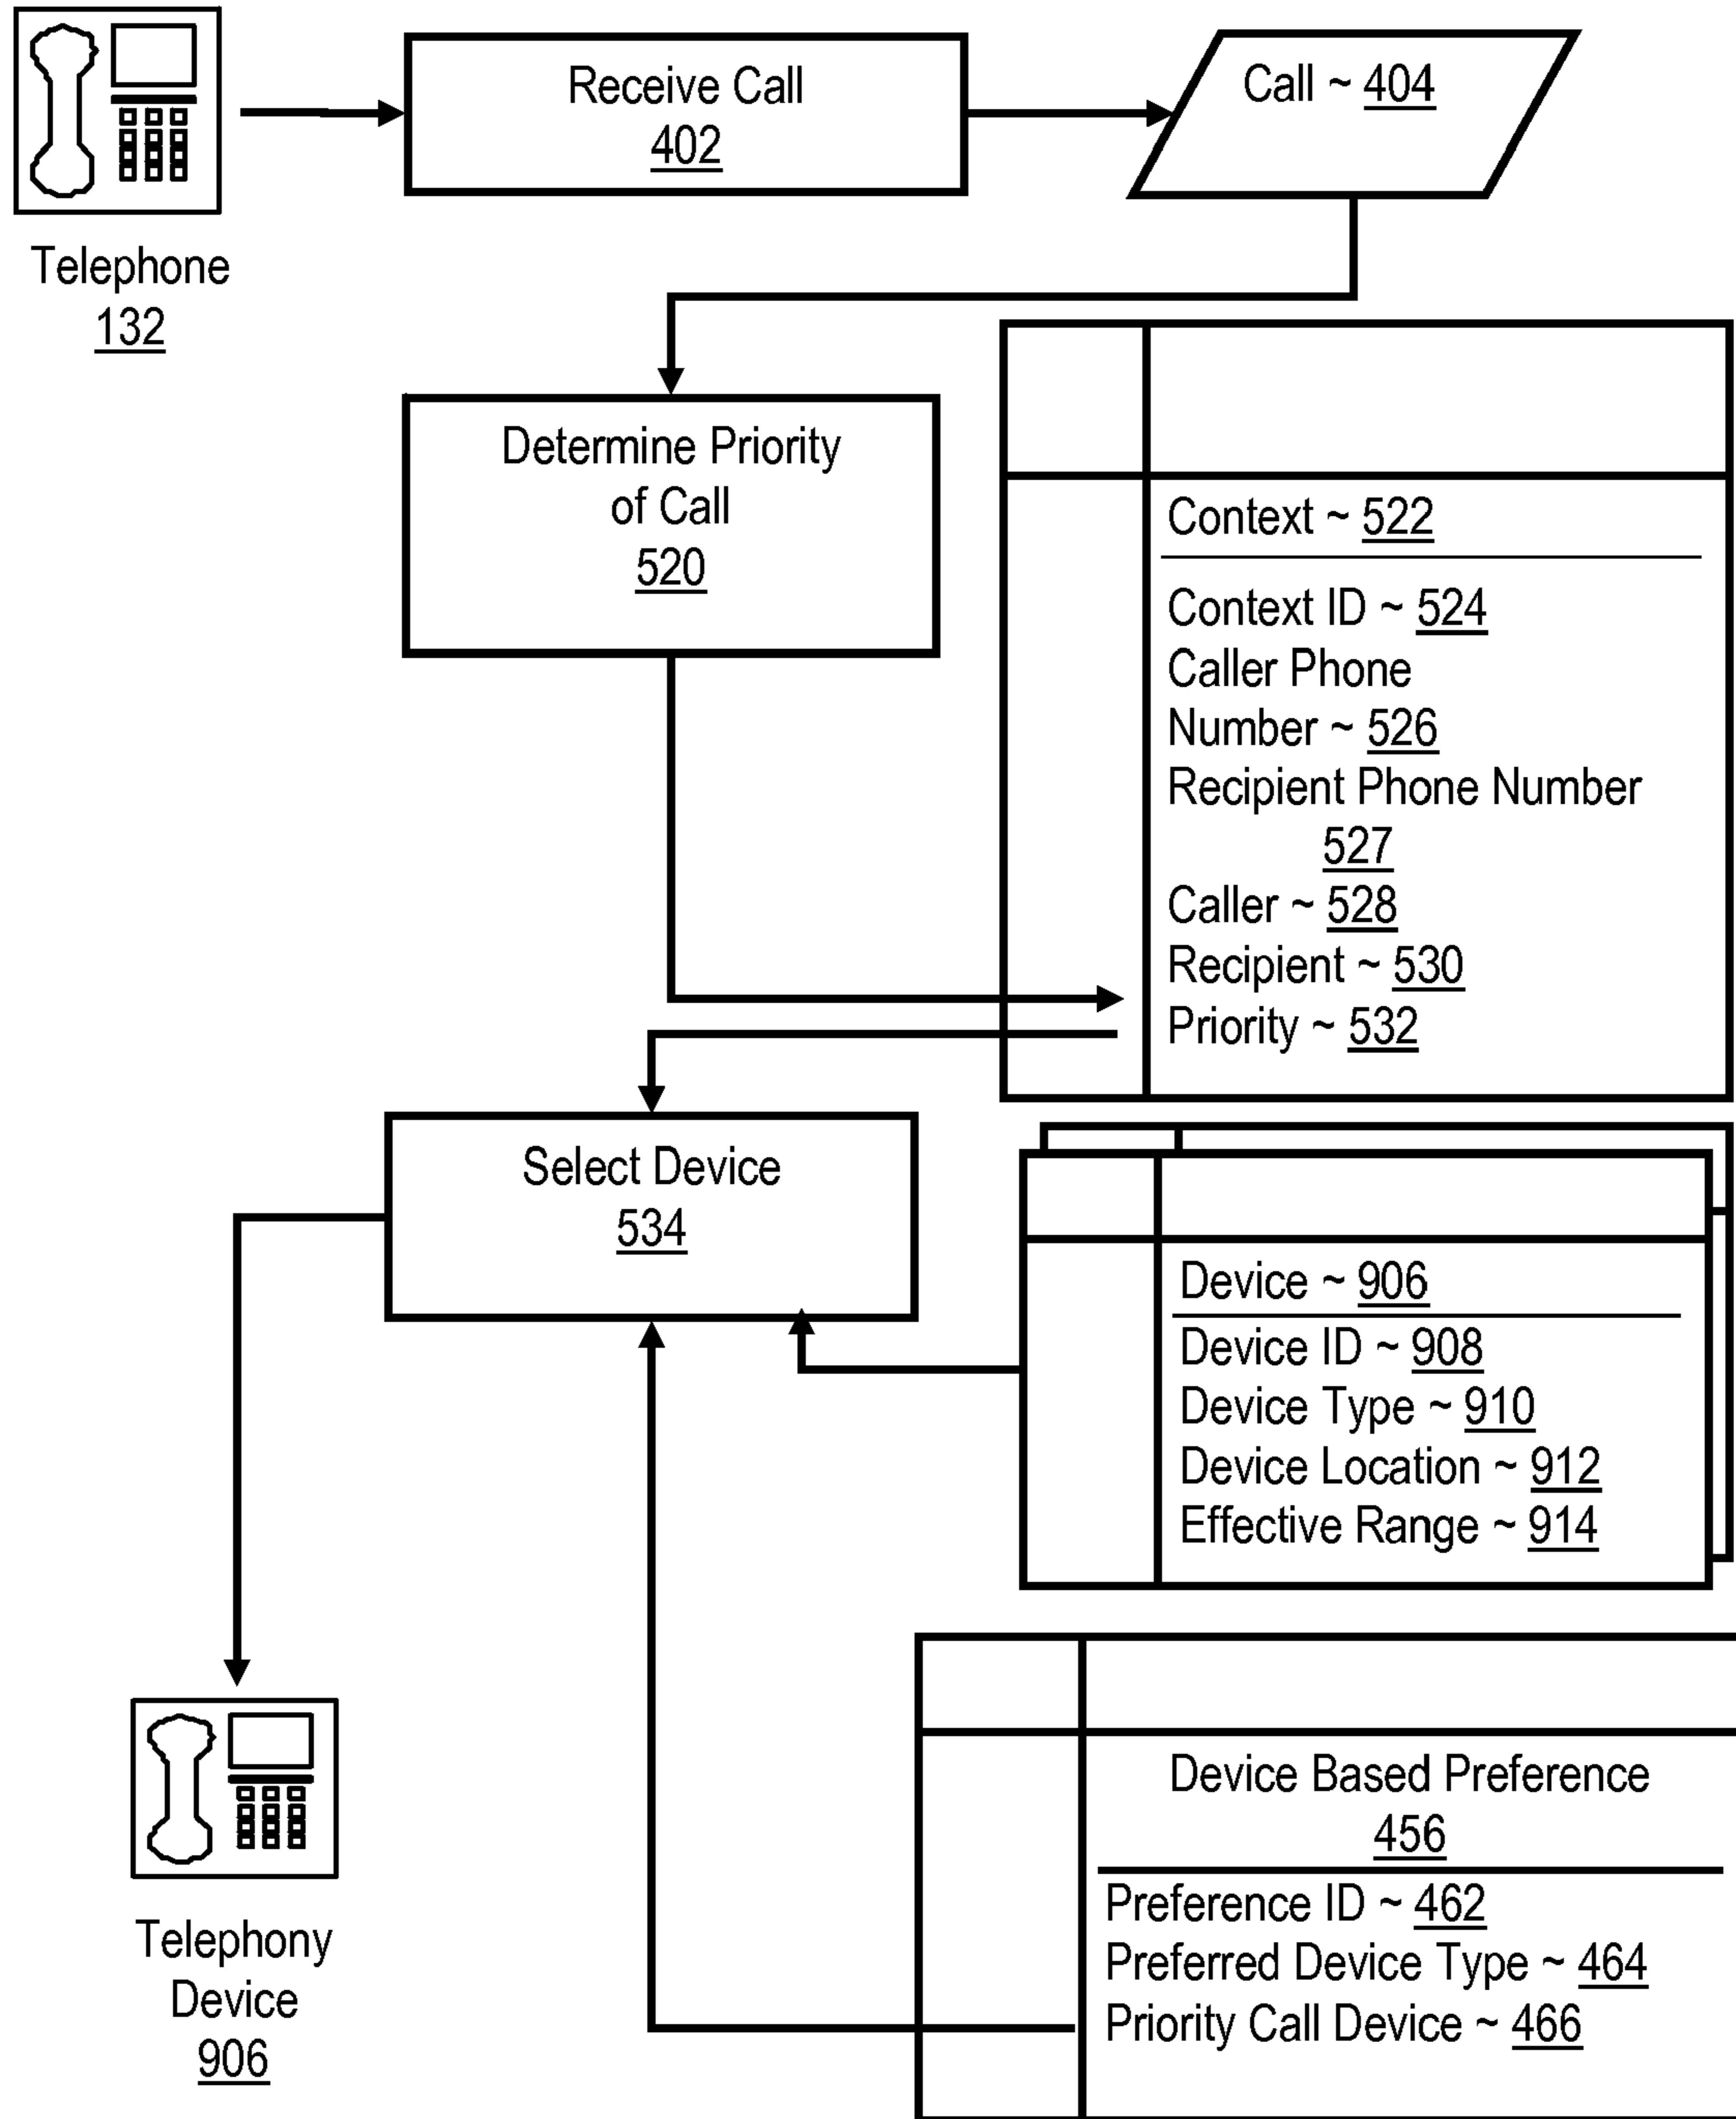 Receive Call
402
Call ~ 404
Telephone
132
Determine Priority
of Call
520
Context ~ 522
Context ID ~ 524
Caller Phone
Number ~ 526
Recipient Phone Number
527
Caller ~ 528
Recipient ~ 530
Priority ~ 532
Select Device
534
Device ~ 906
Device ID ~ 908
Device Type ~ 910
Device Location ~ 912
Effective Range ~ 914
Device Based Preference
456
Preference ID ~ 462
Preferred Device Type ~ 464
Priority Call Device ~ 466
Telephony
Device
906